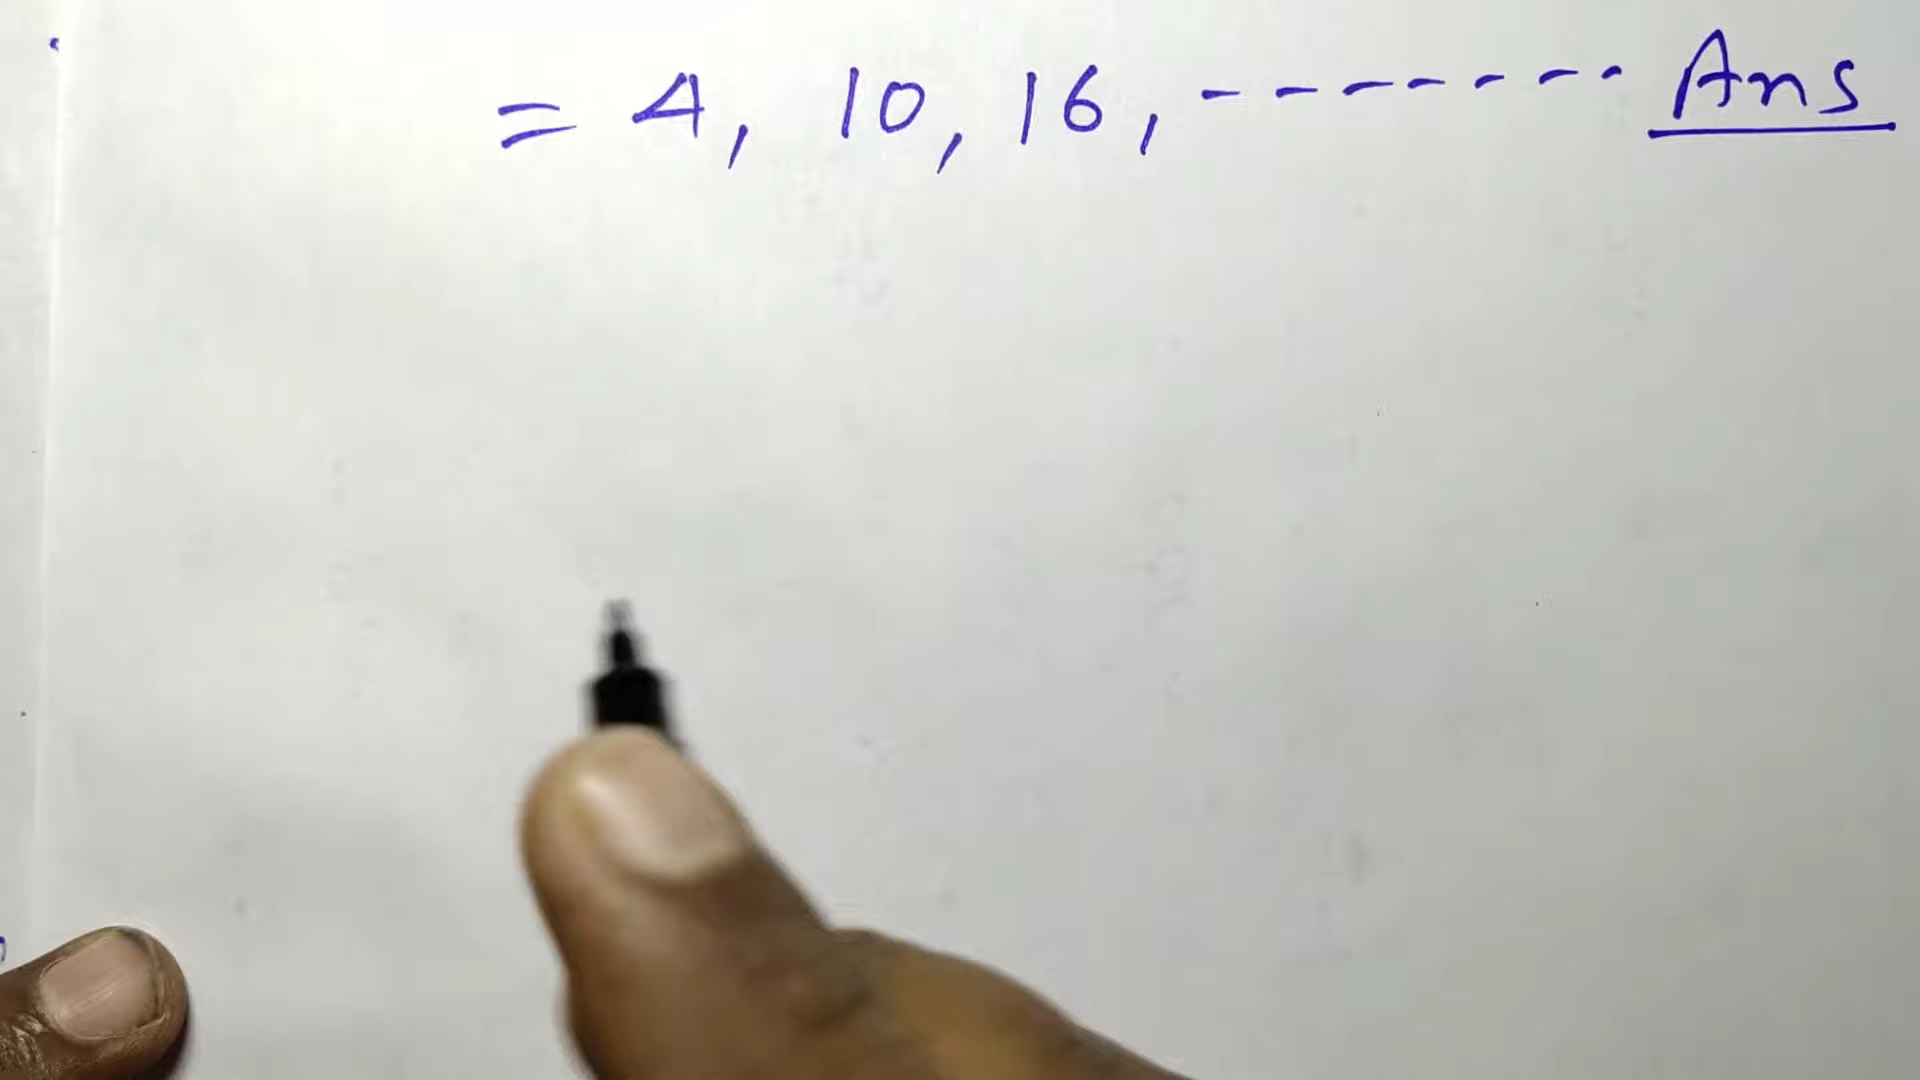 = 4, 10, 16, -------- Ans